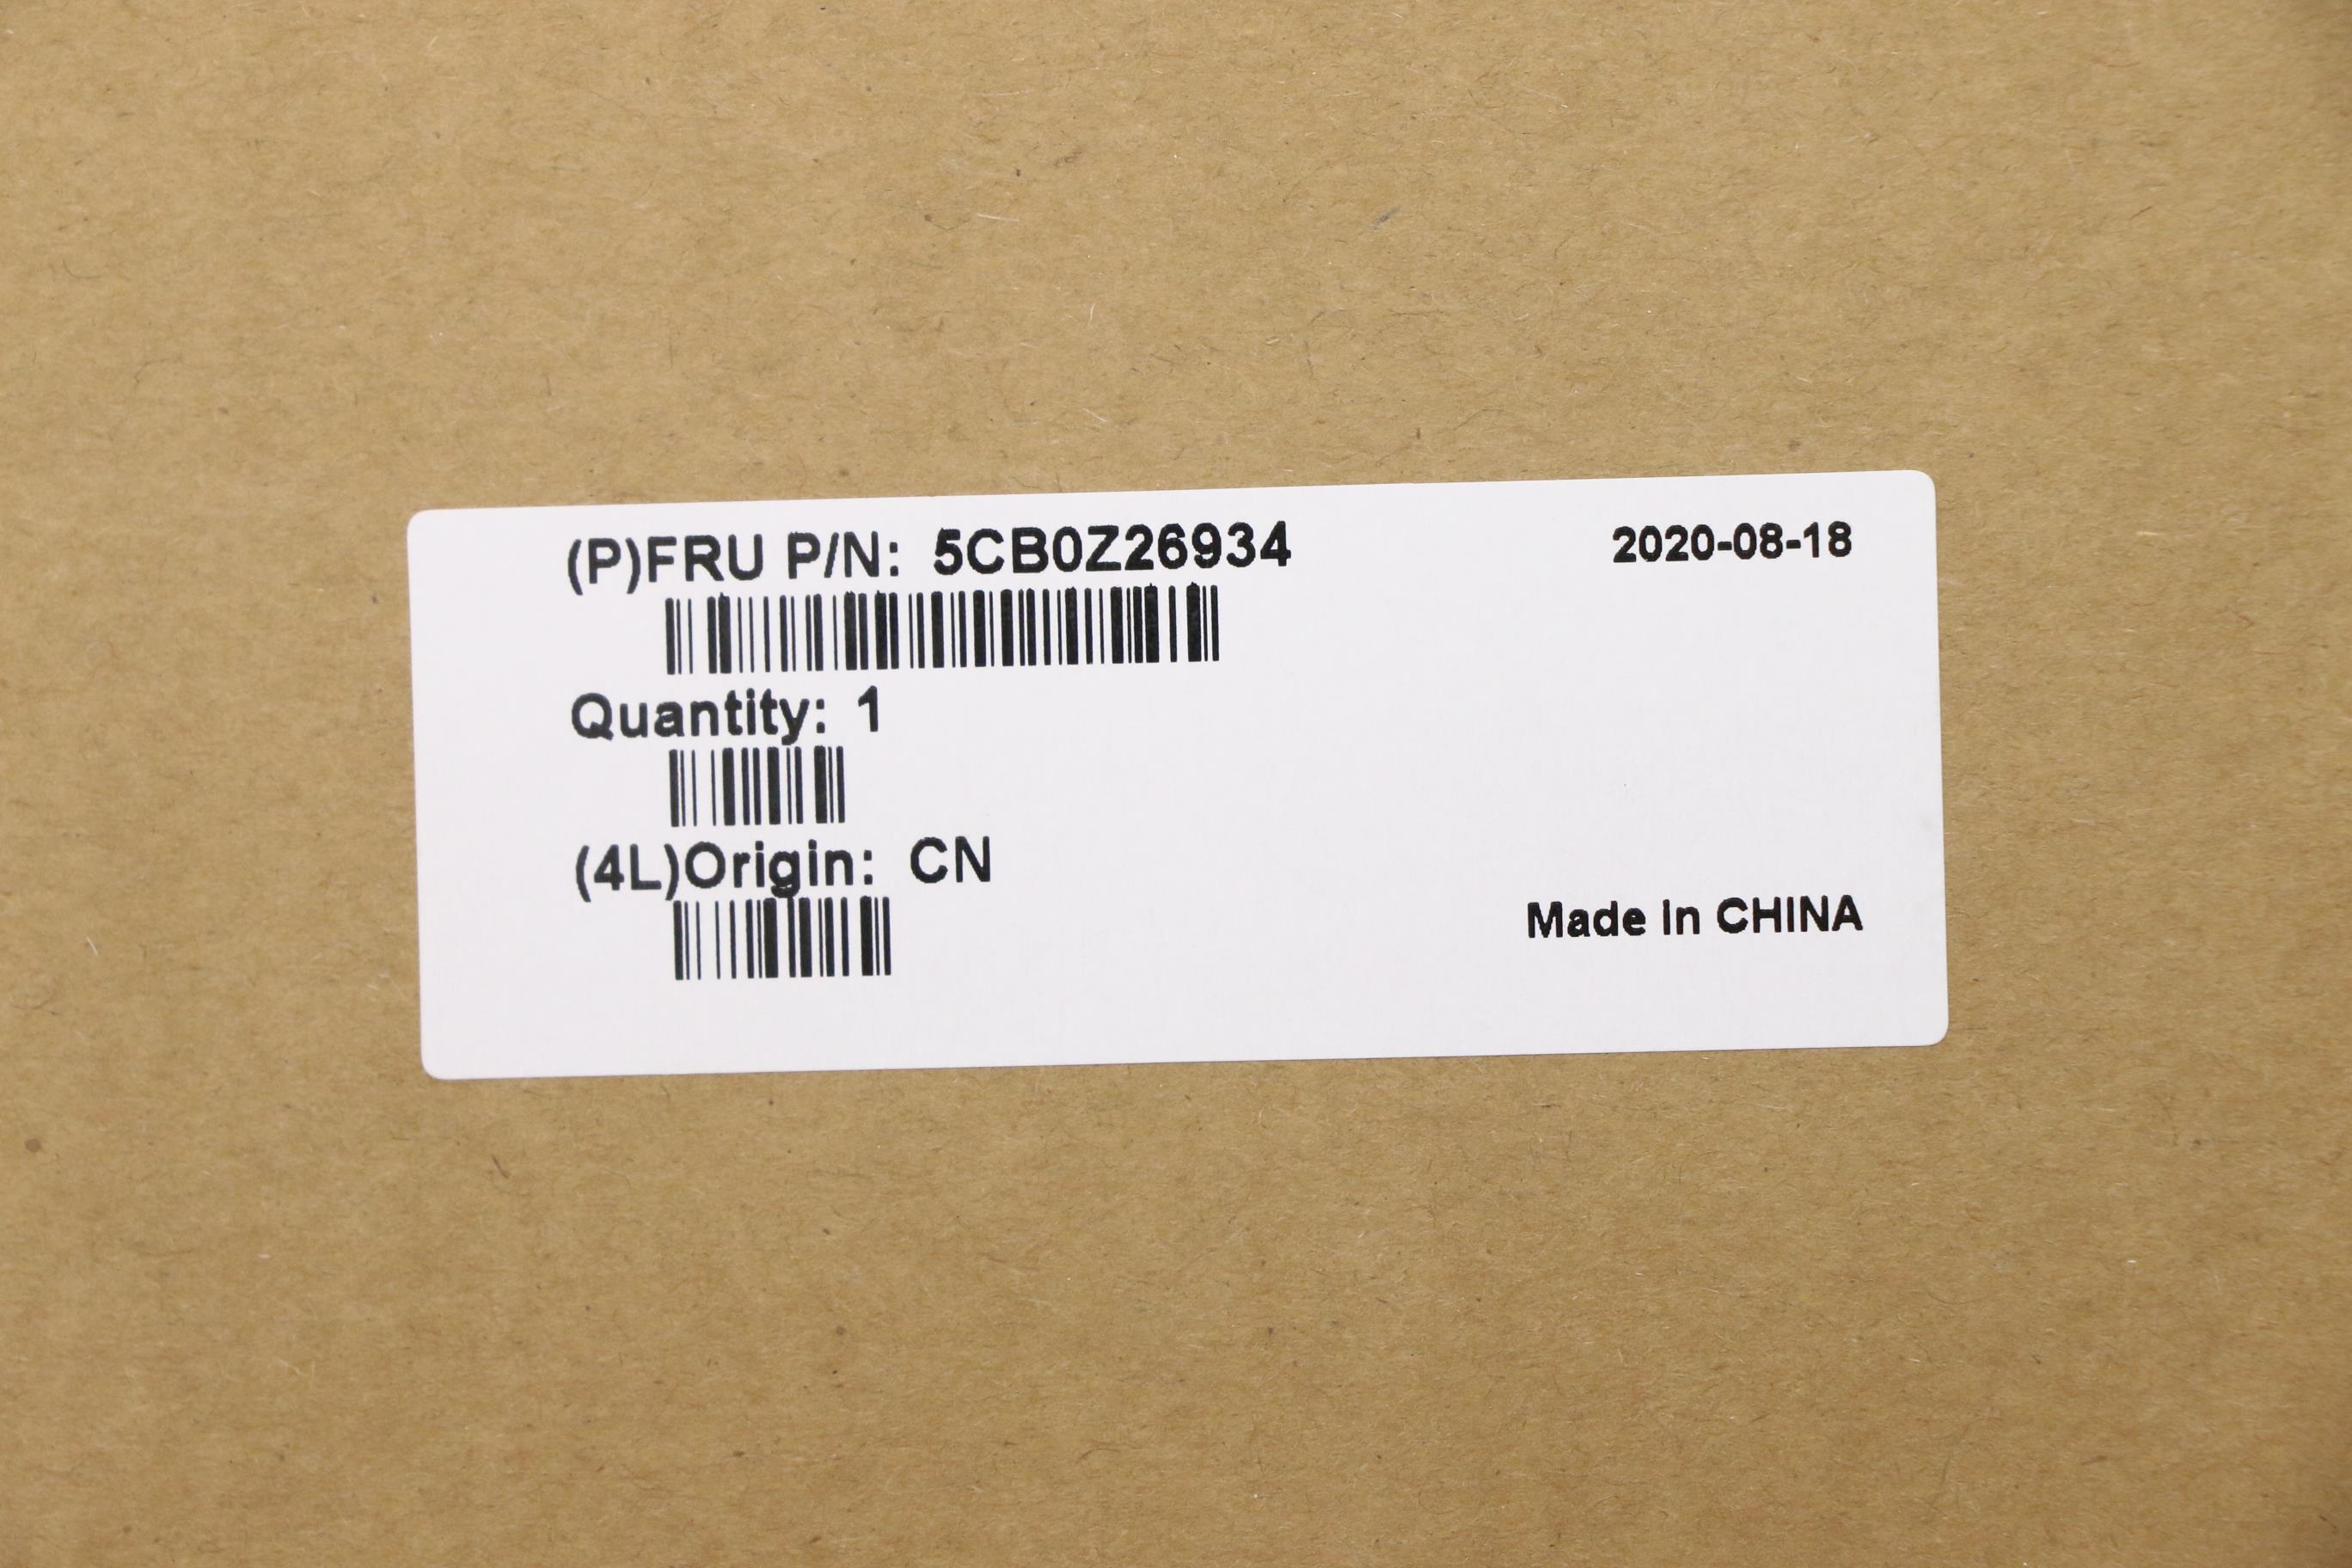 (P)FRU P/N: 5CB0Z26934
2020-08-18
Quantity: 1
(4L)Origin: CN
Made in CHINA